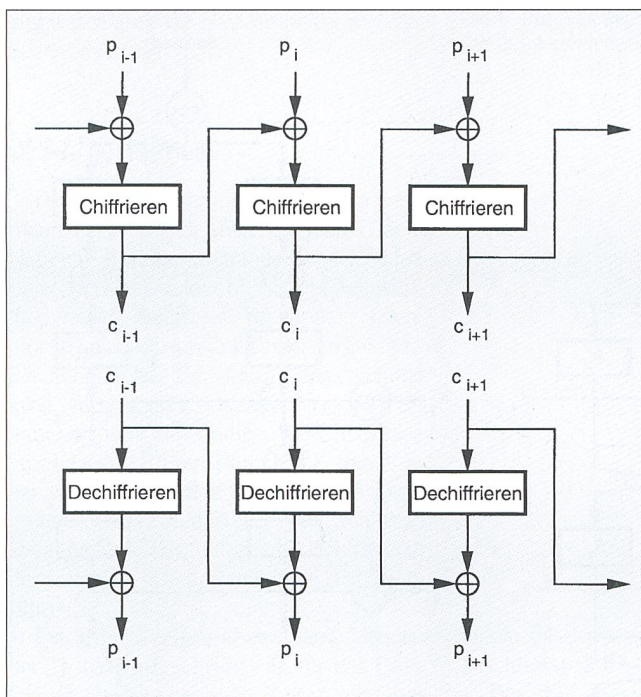 p i-1 p i p i+1
Chiffrieren Chiffrieren Chiffrieren
c i-1 c i c i+1
c i-1 c i c i+1
Dechiffrieren Dechiffrieren Dechiffrieren
p i-1 p i p i+1